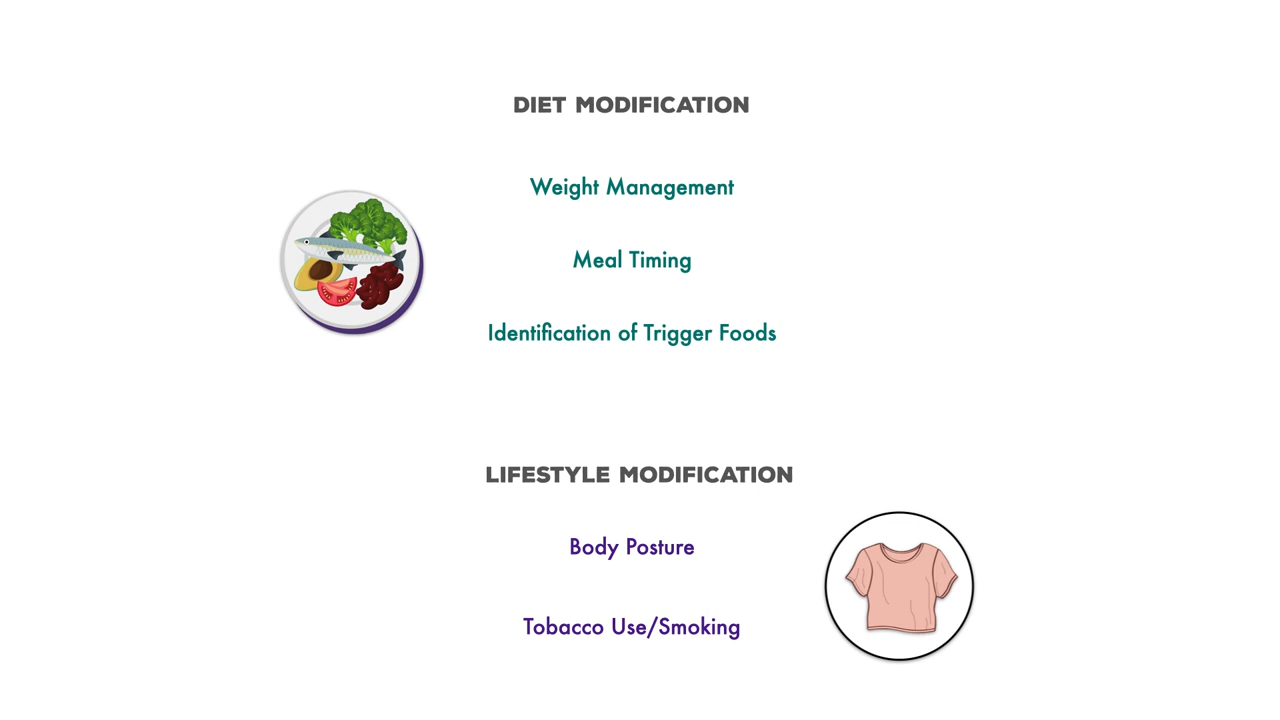 DIET MODIFICATION
Weight Management
Meal Timing
Identification of Trigger Foods
LIFESTYLE MODIFICATION
Body Posture
Tobacco Use/Smoking